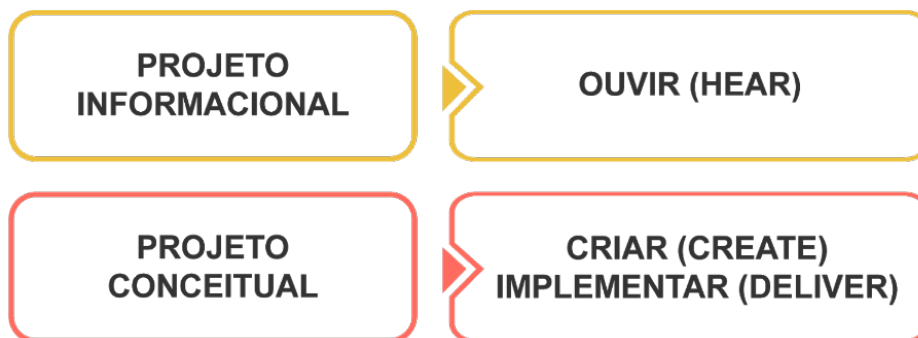 PROJETO
INFORMACIONAL
OUVIR (HEAR)
PROJETO
CONCEITUAL
CRIAR (CREATE)
IMPLEMENTAR (DELIVER)